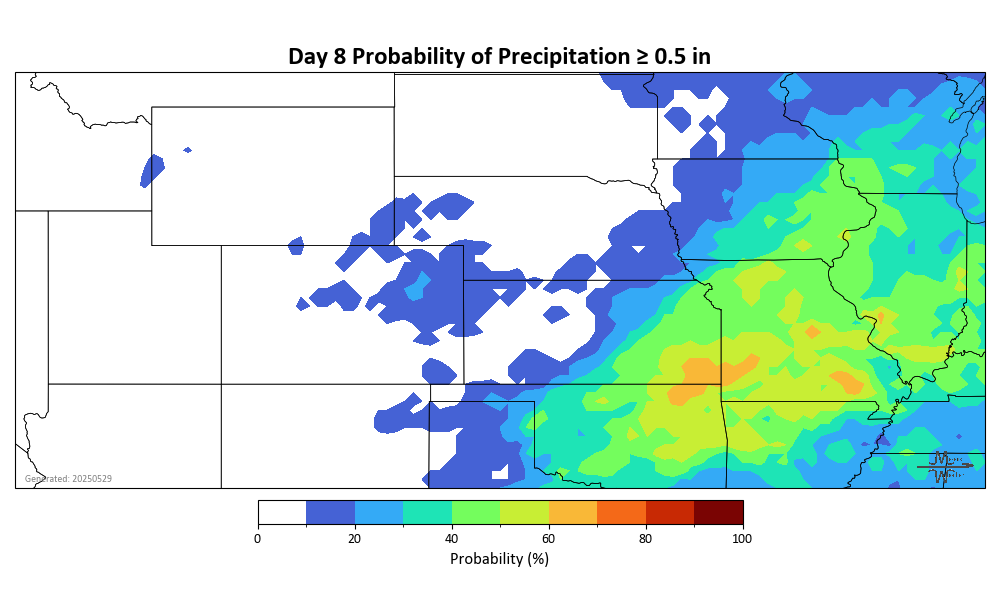 Day 8 Probability of Precipitation ≥ 0.5 in
Generated: 20250529
0 20 40 60 80 100
Probability (%)